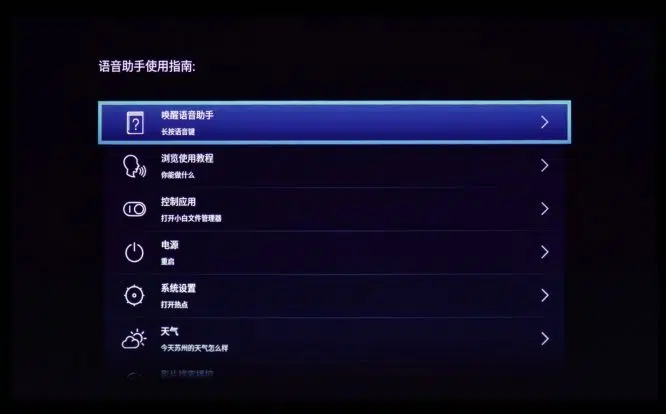 语音助手使用指南:
唤醒语音助手
长按语音键
浏览使用教程
你能做什么
控制应用
打开小白文件管理器
电源
重启
系统设置
打开热点
天气
今天苏州的天气怎么样